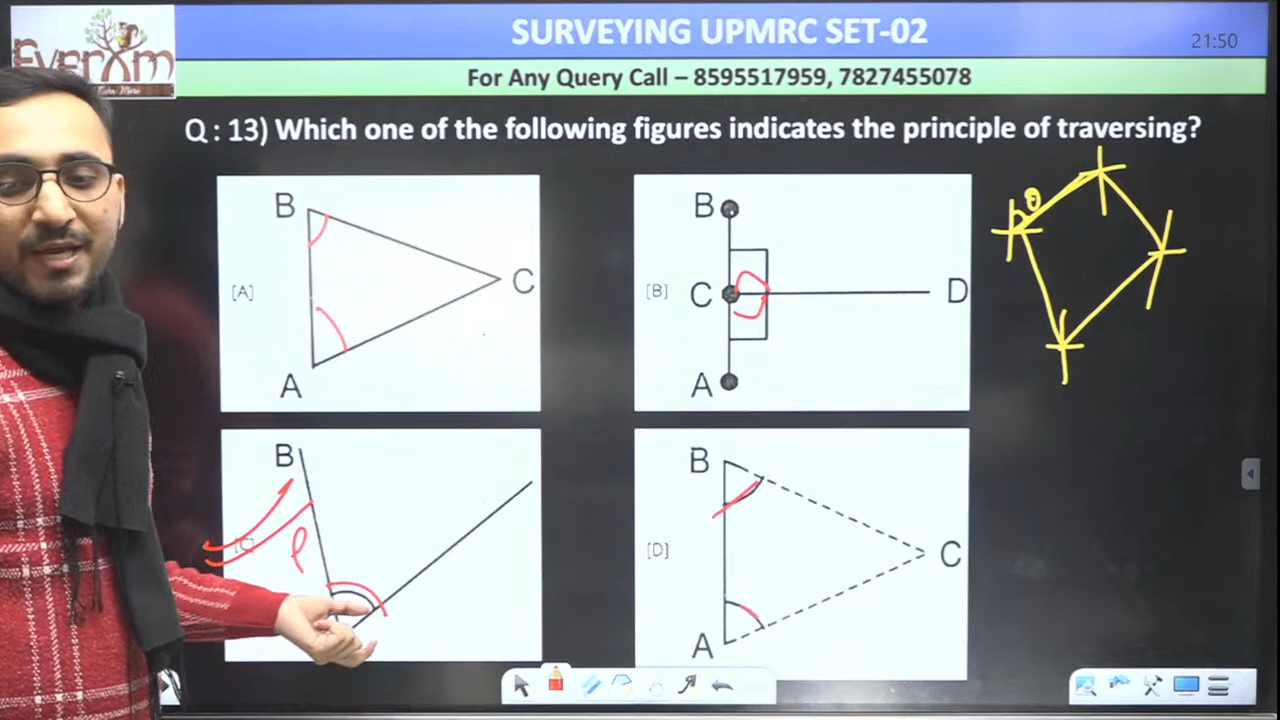 Everexm
SURVEYING UPMRC SET-02
21:50
For Any Query Call – 8595517959, 7827455078
Q : 13) Which one of the following figures indicates the principle of traversing?
B
[A]
C
A
B
[B]
C
D
A
θ
B
[C]
l
B
[D]
C
A